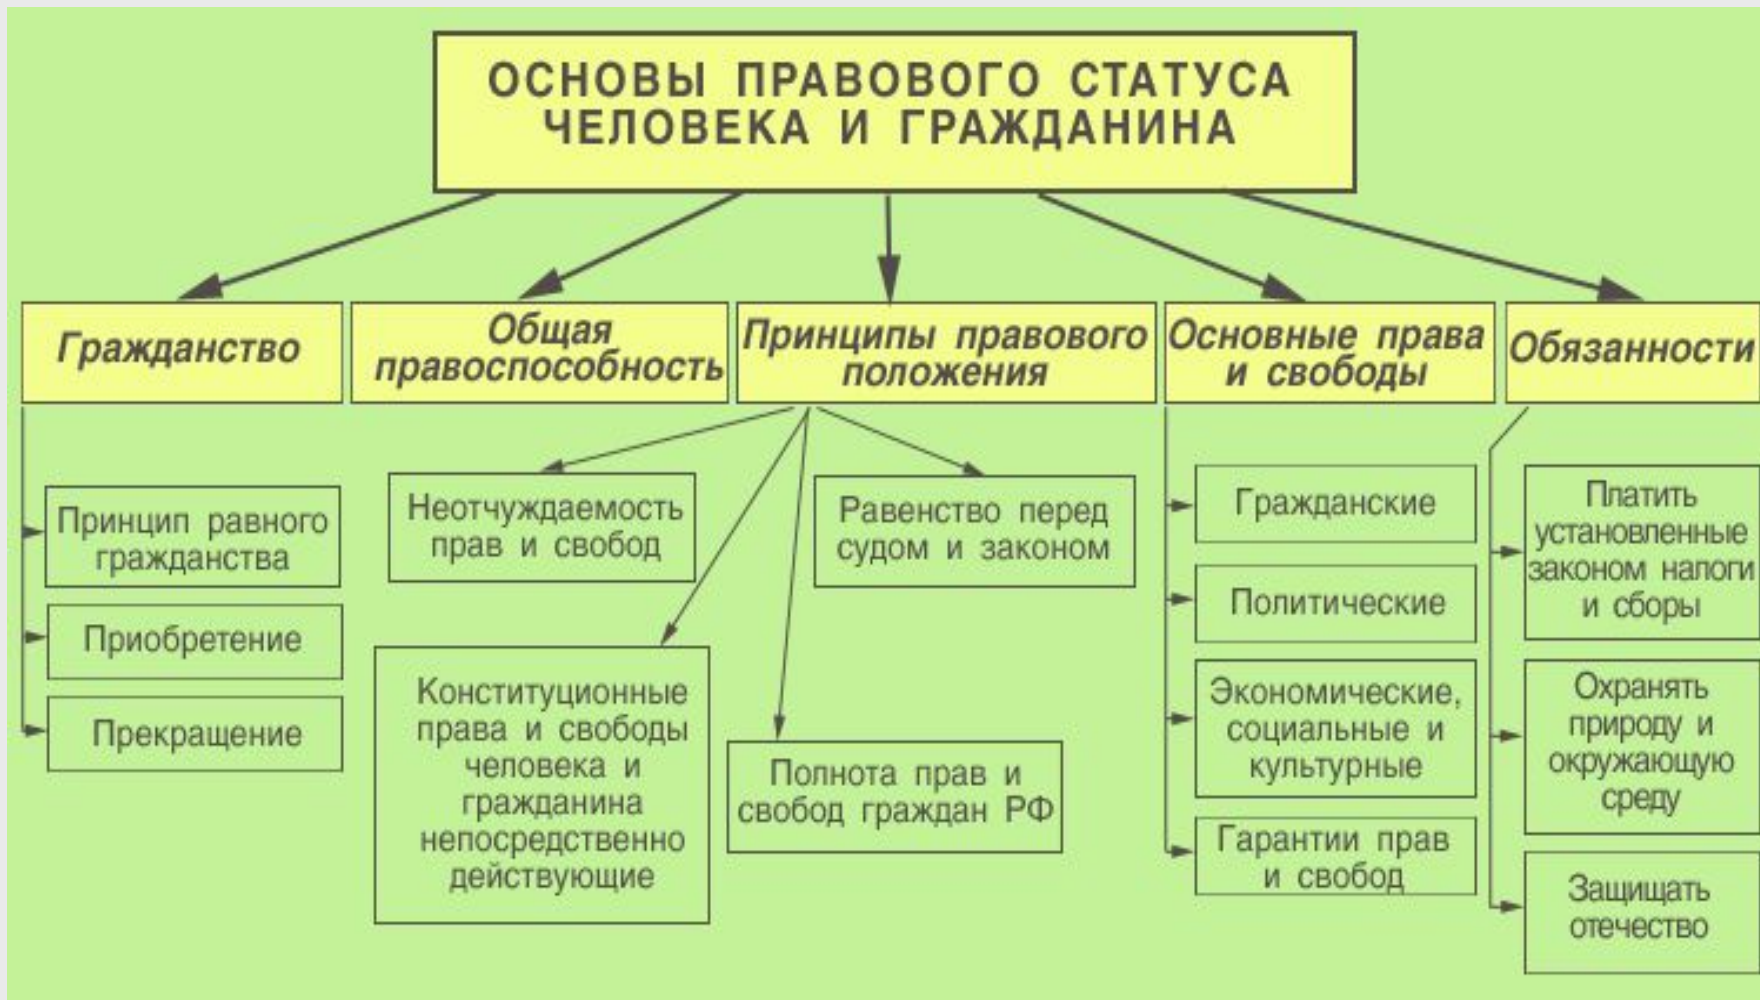 ОСНОВЫ ПРАВОВОГО СТАТУСА
ЧЕЛОВЕКА И ГРАЖДАНИНА
Гражданство
Общая
правоспособность
Принципы правового
положения
Основные права
и свободы
Обязанности
Принцип равного
гражданства
Приобретение
Прекращение
Неотчуждаемость
прав и свобод
Равенство перед
судом и законом
Конституционные
права и свободы
человека и
гражданина
непосредственно
действующие
Полнота прав и
свобод граждан РФ
Гражданские
Политические
Экономические,
социальные и
культурные
Гарантии прав
и свобод
Платить
установленные
законом налоги
и сборы
Охранять
природу и
окружающую
среду
Защищать
отечество